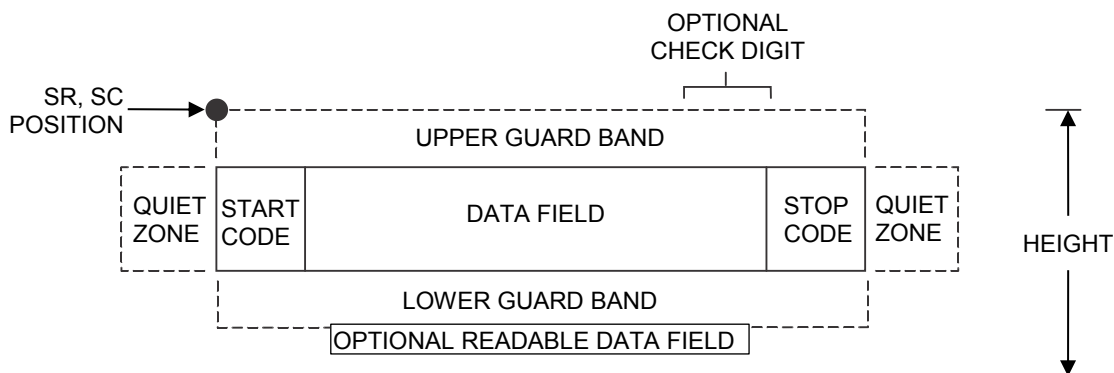 OPTIONAL
CHECK DIGIT
SR, SC
POSITION
UPPER GUARD BAND
QUIET
ZONE
START
CODE
DATA FIELD
STOP
CODE
QUIET
ZONE
HEIGHT
LOWER GUARD BAND
OPTIONAL READABLE DATA FIELD